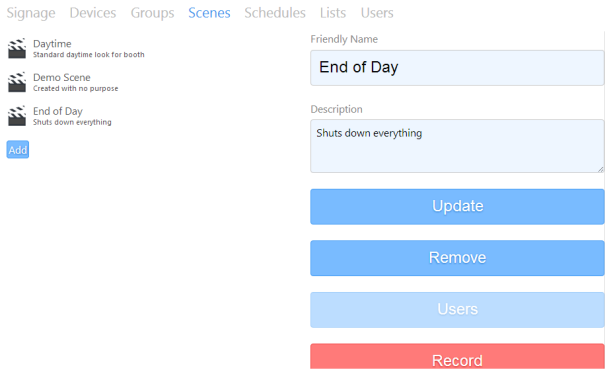 Signage Devices Groups Scenes Schedules Lists Users
Daytime
Standard daytime look for booth
Demo Scene
Created with no purpose
End of Day
Shuts down everything
Add
Friendly Name
End of Day
Description
Shuts down everything
Update
Remove
Users
Record